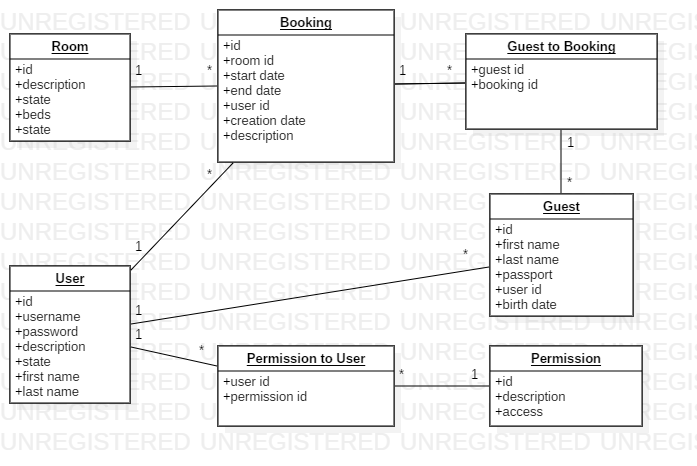 Room
+id
+description
+state
+beds
+state
1
*
Booking
+id
+room id
+start date
+end date
+user id
+creation date
+description
1
*
Guest to Booking
+guest id
+booking id
1
*
*
1
Guest
+id
+first name
+last name
+passport
+user id
+birth date
*
User
+id
+username
+password
+description
+state
+first name
+last name
1
1
*
Permission to User
+user id
+permission id
*
1
Permission
+id
+description
+access
UNREGISTERED UNREGISTERED UNREGISTERED UNREGISTERED